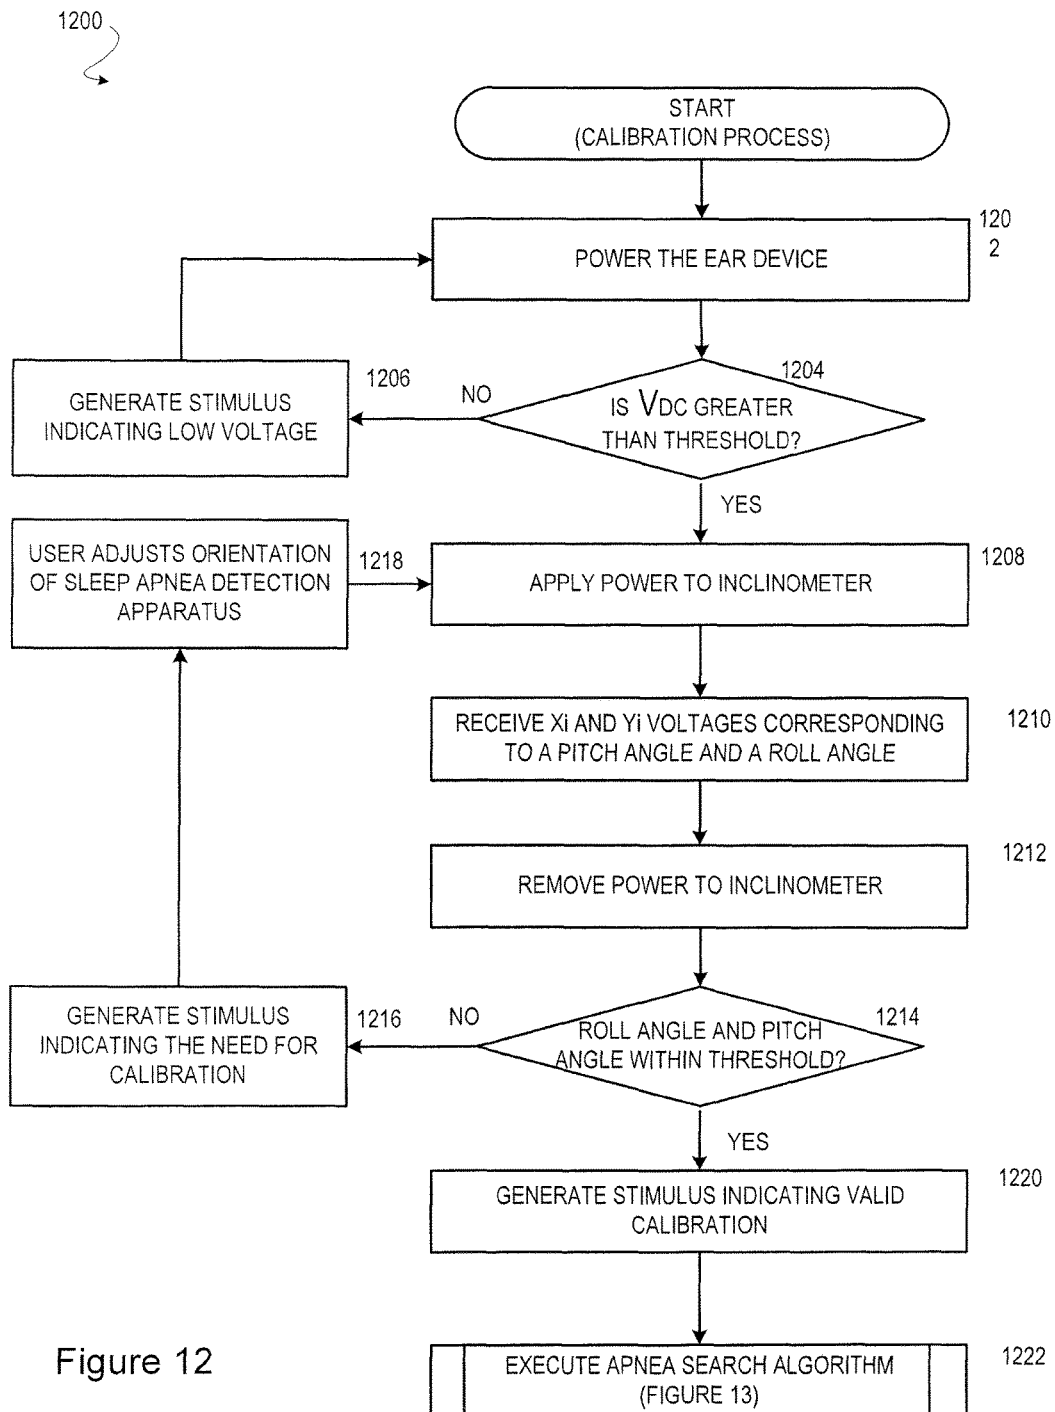 1200
START
(CALIBRATION PROCESS)
120
2
POWER THE EAR DEVICE
1204
1206
NO
GENERATE STIMULUS
INDICATING LOW VOLTAGE
IS VDC GREATER
THAN THRESHOLD?
YES
USER ADJUSTS ORIENTATION
OF SLEEP APNEA DETECTION
APPARATUS
1218
1208
APPLY POWER TO INCLINOMETER
1210
RECEIVE Xi AND Yi VOLTAGES CORRESPONDING
TO A PITCH ANGLE AND A ROLL ANGLE
1212
REMOVE POWER TO INCLINOMETER
GENERATE STIMULUS
INDICATING THE NEED FOR
CALIBRATION
1216
NO
1214
ROLL ANGLE AND PITCH
ANGLE WITHIN THRESHOLD?
YES
1220
GENERATE STIMULUS INDICATING VALID
CALIBRATION
1222
EXECUTE APNEA SEARCH ALGORITHM
(FIGURE 13)
Figure 12